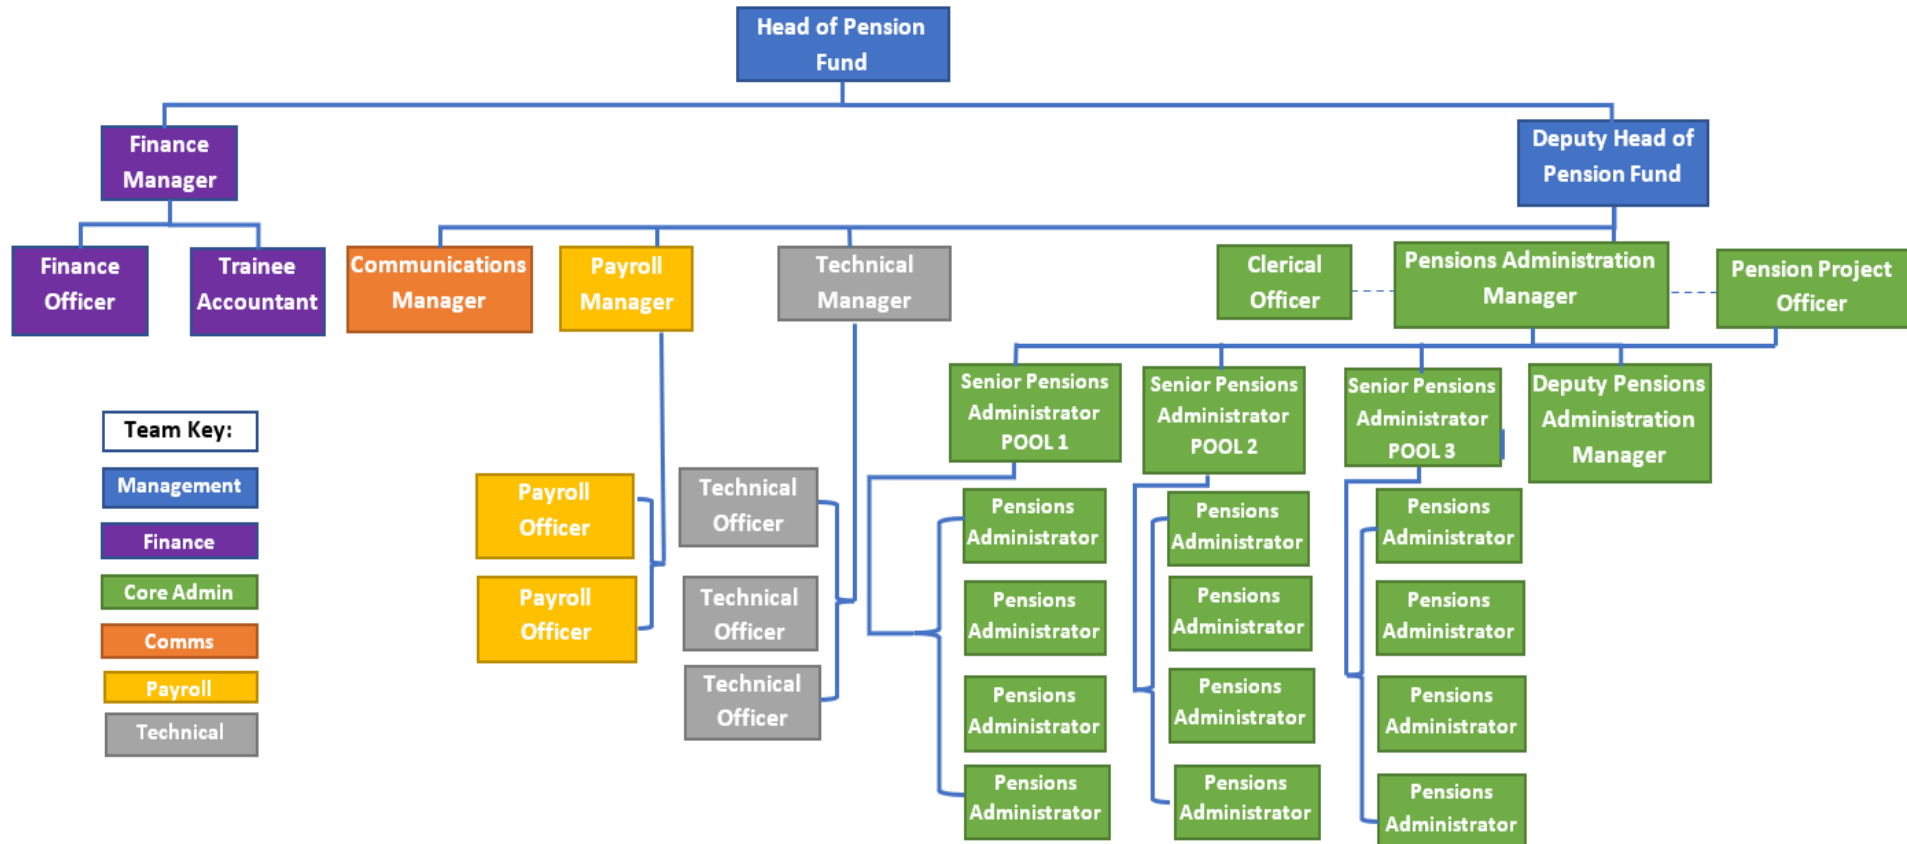 Head of Pension
Fund
Finance
Manager
Deputy Head of
Pension Fund
Finance
Officer
Trainee
Accountant
Communications
Manager
Payroll
Manager
Technical
Manager
Clerical
Officer
Pensions Administration
Manager
Pension Project
Officer
Senior Pensions
Administrator
POOL 1
Senior Pensions
Administrator
POOL 2
Senior Pensions
Administrator
POOL 3
Deputy Pensions
Administration
Manager
Team Key:
Management
Finance
Core Admin
Comms
Payroll
Technical
Payroll
Officer
Payroll
Officer
Technical
Officer
Technical
Officer
Technical
Officer
Pensions
Administrator
Pensions
Administrator
Pensions
Administrator
Pensions
Administrator
Pensions
Administrator
Pensions
Administrator
Pensions
Administrator
Pensions
Administrator
Pensions
Administrator
Pensions
Administrator
Pensions
Administrator
Pensions
Administrator